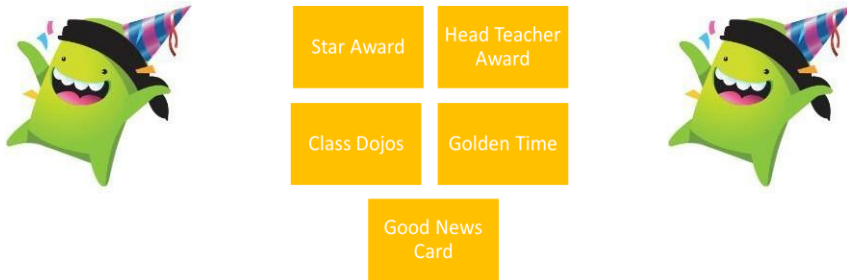 Star Award
Head Teacher
Award
Class Dojos
Golden Time
Good News
Card